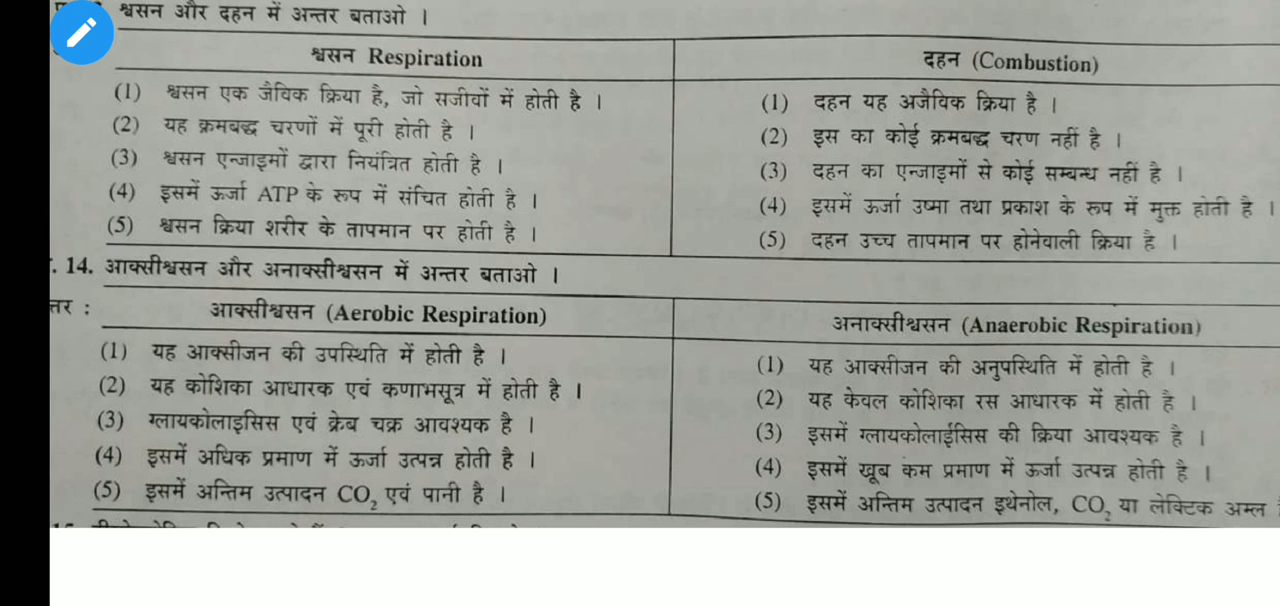 श्वसन और दहन में अन्तर बताओ ।
श्वसन Respiration
दहन (Combustion)
(1) श्वसन एक जैविक क्रिया है, जो सजीवों में होती है ।
(1) दहन यह अजैविक क्रिया है ।
(2) यह क्रमबद्ध चरणों में पूरी होती है ।
(2) इस का कोई क्रमबद्ध चरण नहीं है ।
(3) श्वसन एन्जाइमों द्वारा नियंत्रित होती है ।
(3) दहन का एन्जाइमों से कोई सम्बन्ध नहीं है ।
(4) इसमें ऊर्जा ATP के रूप में संचित होती है ।
(4) इसमें ऊर्जा उष्मा तथा प्रकाश के रूप में मुक्त होती है ।
(5) श्वसन क्रिया शरीर के तापमान पर होती है ।
(5) दहन उच्च तापमान पर होनेवाली क्रिया है ।
. 14. आक्सीश्वसन और अनाक्सीश्वसन में अन्तर बताओ ।
त्तर :
आक्सीश्वसन (Aerobic Respiration)
अनाक्सीश्वसन (Anaerobic Respiration)
(1) यह आक्सीजन की उपस्थिति में होती है ।
(1) यह आक्सीजन की अनुपस्थिति में होती है ।
(2) यह कोशिका आधारक एवं कणाभसूत्र में होती है ।
(2) यह केवल कोशिका रस आधारक में होती है ।
(3) ग्लायकोलाइसिस एवं क्रेब चक्र आवश्यक है ।
(3) इसमें ग्लायकोलाईसिस की क्रिया आवश्यक है ।
(4) इसमें अधिक प्रमाण में ऊर्जा उत्पन्न होती है ।
(4) इसमें खूब कम प्रमाण में ऊर्जा उत्पन्न होती है ।
(5) इसमें अन्तिम उत्पादन CO₂ एवं पानी है ।
(5) इसमें अन्तिम उत्पादन इथेनोल, CO₂ या लेक्टिक अम्ल